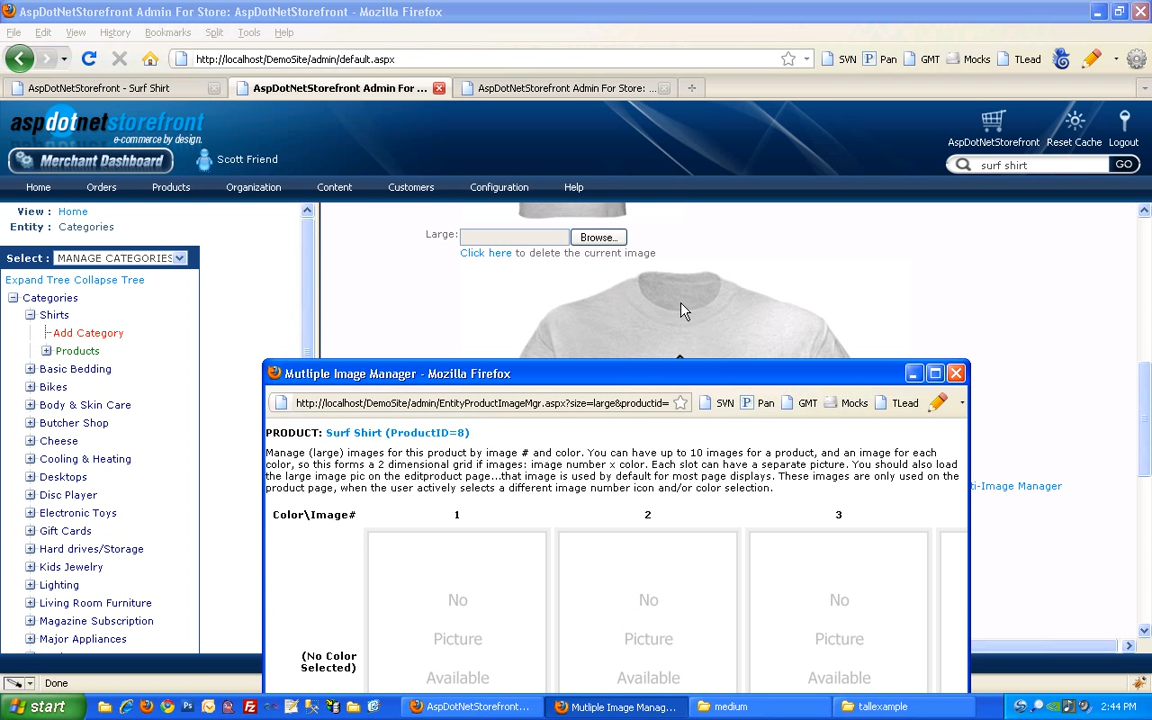 AspDotNetStorefront Admin For Store: AspDotNetStorefront - Mozilla Firefox
File Edit View History Bookmarks Split Tools Help
http://localhost/DemoSite/admin/default.aspx
SVN Pan GMT Mocks TLead
AspDotNetStorefront - Surf Shirt
AspDotNetStorefront Admin For ...
AspDotNetStorefront Admin For Store: ...
aspdotnetstorefront
e-commerce by design.
Merchant Dashboard
Scott Friend
AspDotNetStorefront Reset Cache Logout
surf shirt GO
Home Orders Products Organization Content Customers Configuration Help
View : Home
Entity : Categories
Select : MANAGE CATEGORIES
Expand Tree Collapse Tree
Categories
Shirts
Add Category
Products
Basic Bedding
Bikes
Body & Skin Care
Butcher Shop
Cheese
Cooling & Heating
Desktops
Disc Player
Electronic Toys
Gift Cards
Hard drives/Storage
Kids Jewelry
Lighting
Living Room Furniture
Magazine Subscription
Major Appliances
Large: Browse...
Click here to delete the current image
ti-Image Manager
Mutliple Image Manager - Mozilla Firefox
http://localhost/DemoSite/admin/EntityProductImageMgr.aspx?size=large&productid=
SVN Pan GMT Mocks TLead
PRODUCT: Surf Shirt (ProductID=8)
Manage (large) images for this product by image # and color. You can have up to 10 images for a product, and an image for each
color, so this forms a 2 dimensional grid if images: image number x color. Each slot can have a separate picture. You should also load
the large image pic on the editproduct page...that image is used by default for most page displays. These images are only used on the
product page, when the user actively selects a different image number icon and/or color selection.
Color\Image# 1 2 3
No Picture Available
No Picture Available
No Picture Available
(No Color
Selected)
Done
start
AspDotNetStorefront...
Mutliple Image Manag...
medium
tallexample
2:44 PM